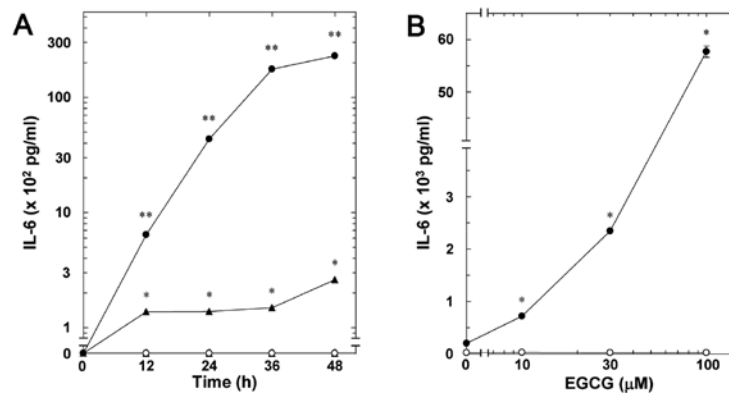 A
IL-6 (x 10² pg/ml)
300
100
30
10
3
1
0
** ** ** **
* * * *
0 12 24 36 48
Time (h)
B
IL-6 (x 10³ pg/ml)
60
50
3
2
1
0
* * *
0 10 30 100
EGCG (μM)